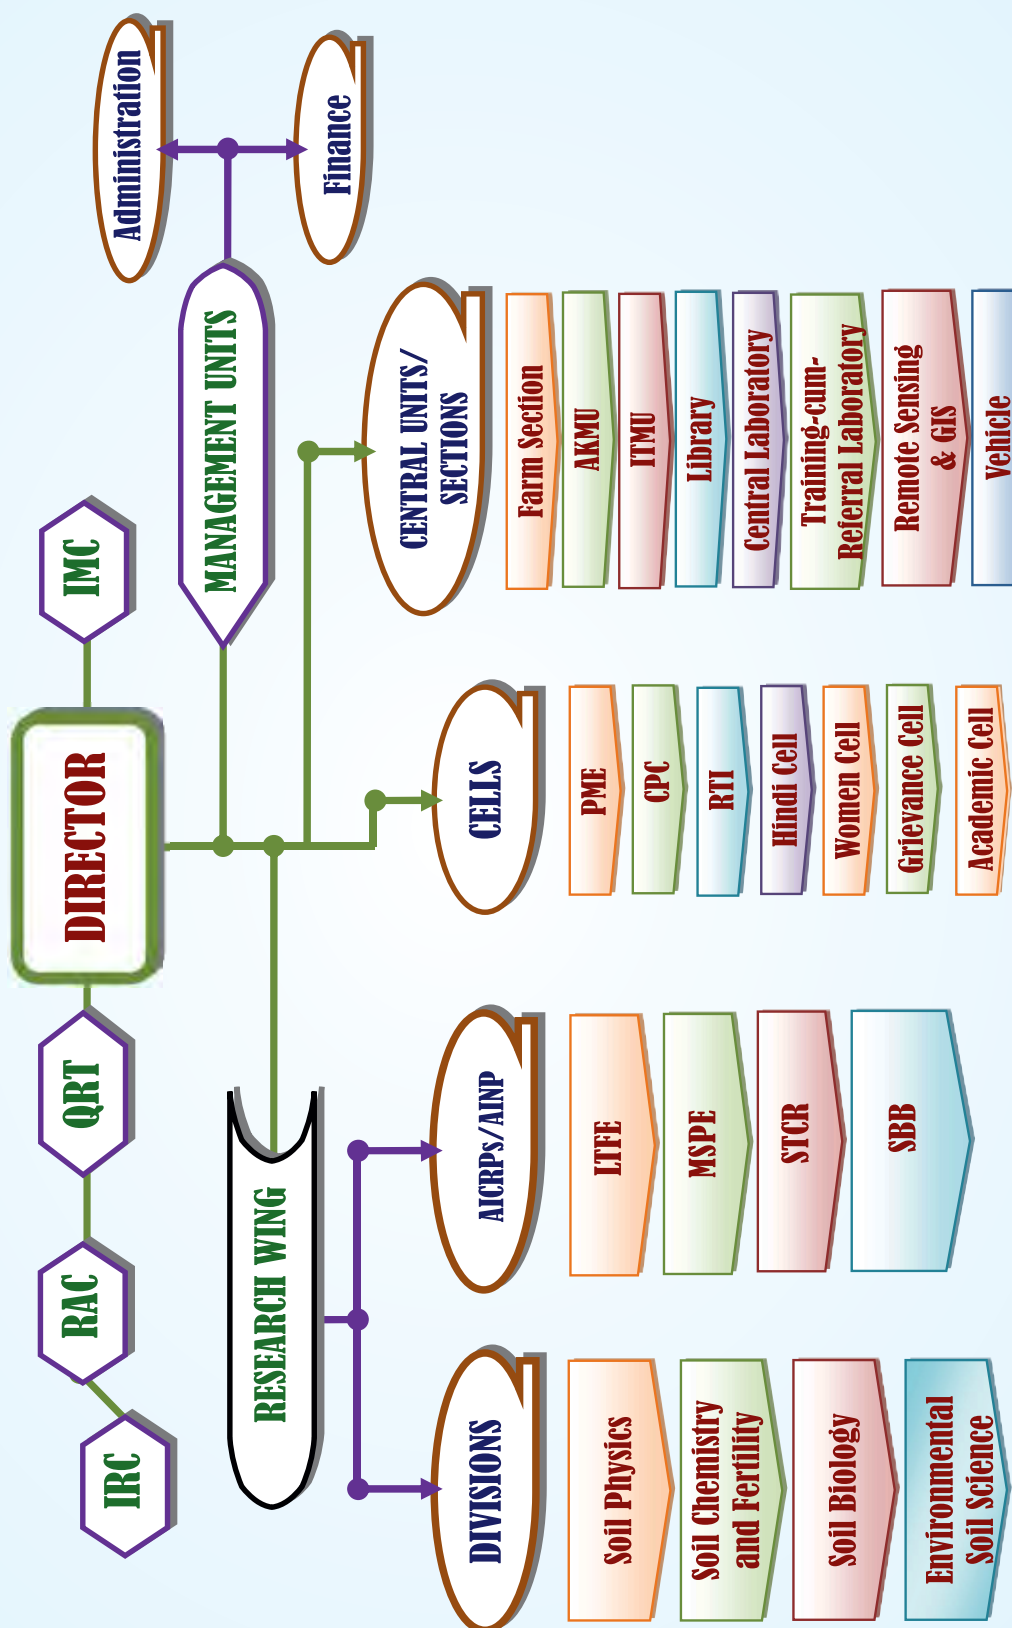 IRC
RAC
QRT
DIRECTOR
IMC
RESEARCH WING
MANAGEMENT UNITS
Administration
Finance
DIVISIONS
Soil Physics
Soil Chemistry
and Fertility
Soil Biology
Environmental
Soil Science
AICRPs/AINP
LTFE
MSPE
STCR
SBB
CELLS
PME
CPC
RTI
Hindi Cell
Women Cell
Grievance Cell
Academic Cell
CENTRAL UNITS/
SECTIONS
Farm Section
AKMU
ITMU
Library
Central Laboratory
Training-cum-
Referral Laboratory
Remote Sensing
& GIS
Vehicle